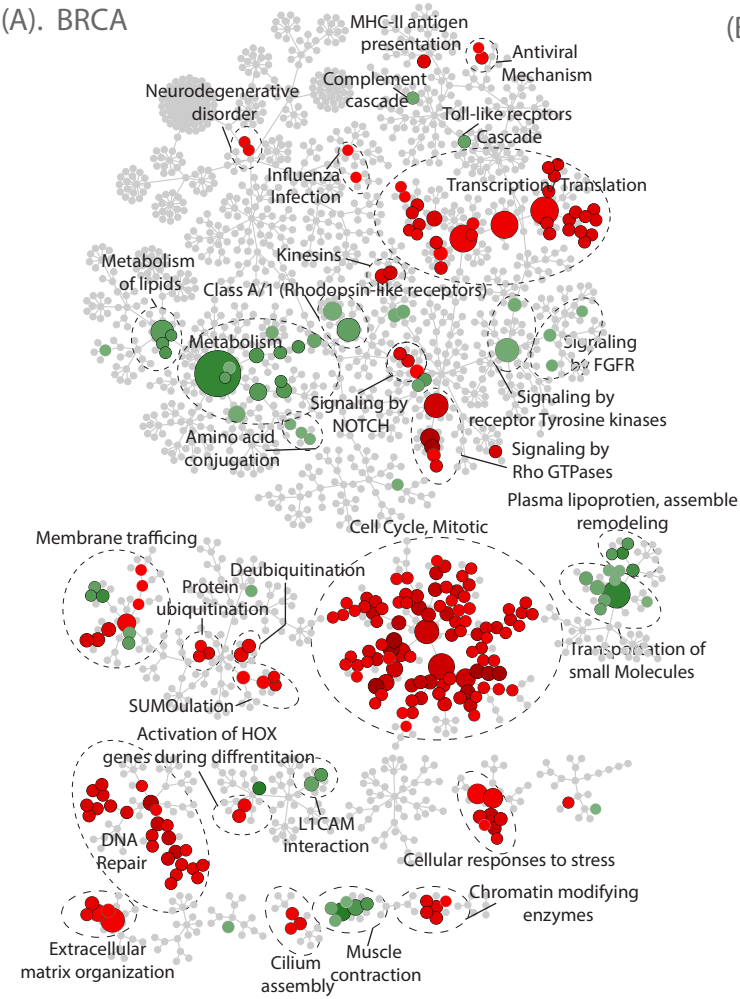 (A). BRCA
(E
MHC-II antigen
presentation
Antiviral
Mechanism
Complement
cascade
Neurodegenerative
disorder
Toll-like recptors
Cascade
Influenza
Infection
Transcription/Translation
Kinesins
Metabolism
of lipids
Class A/1 (Rhodopsin-like receptors)
Metabolism
Signaling
by FGFR
Signaling by
NOTCH
Signaling by
receptor Tyrosine kinases
Amino acid
conjugation
Signaling by
Rho GTPases
Plasma lipoprotien, assemble
remodeling
Cell Cycle, Mitotic
Membrane trafficing
Deubiquitination
Protein
ubiquitination
Transportation of
small Molecules
SUMOulation
Activation of HOX
genes during diffrentitaion
L1CAM
interaction
DNA
Repair
Cellular responses to stress
Chromatin modifying
enzymes
Extracellular
matrix organization
Cilium
assembly
Muscle
contraction